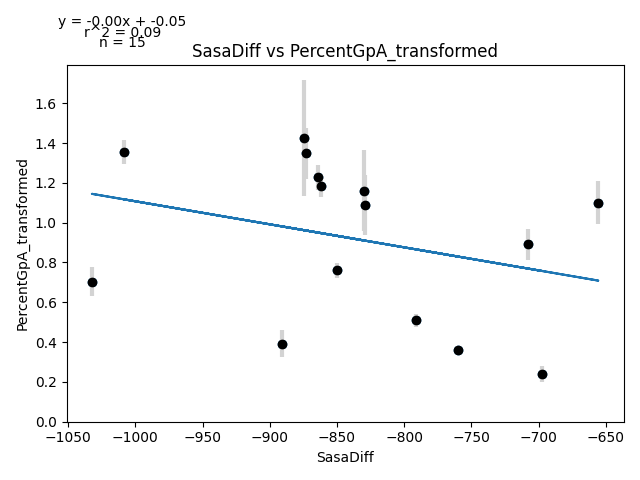 y = -0.00x + -0.05
r^2 = 0.09
n = 15
SasaDiff vs PercentGpA_transformed
PercentGpA_transformed
1.6
1.4
1.2
1.0
0.8
0.6
0.4
0.2
0.0
−1050 −1000 −950 −900 −850 −800 −750 −700 −650
SasaDiff